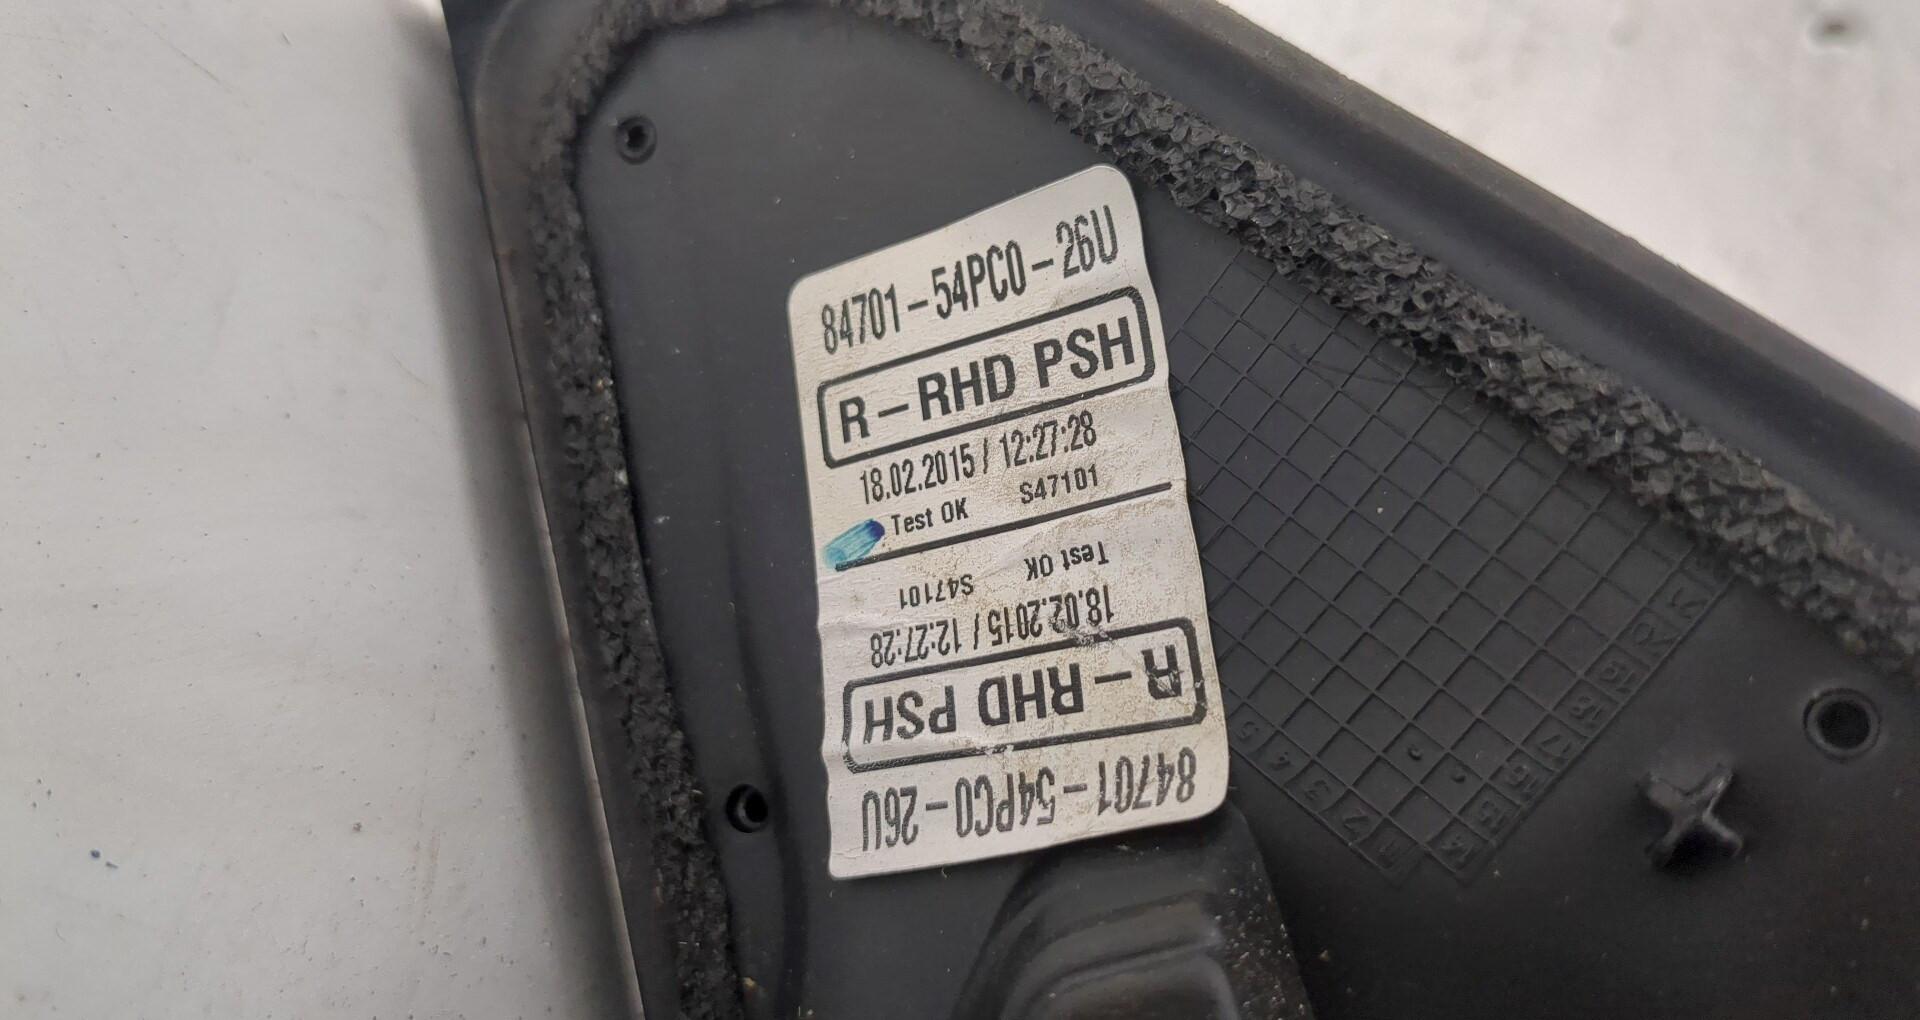 84701-54PC0-26U
R-RHD PSH
18.02.2015 / 12:27:28
Test OK S47101
Test OK S47101
18.02.2015 / 12:27:28
R-RHD PSH
84701-54PC0-26U